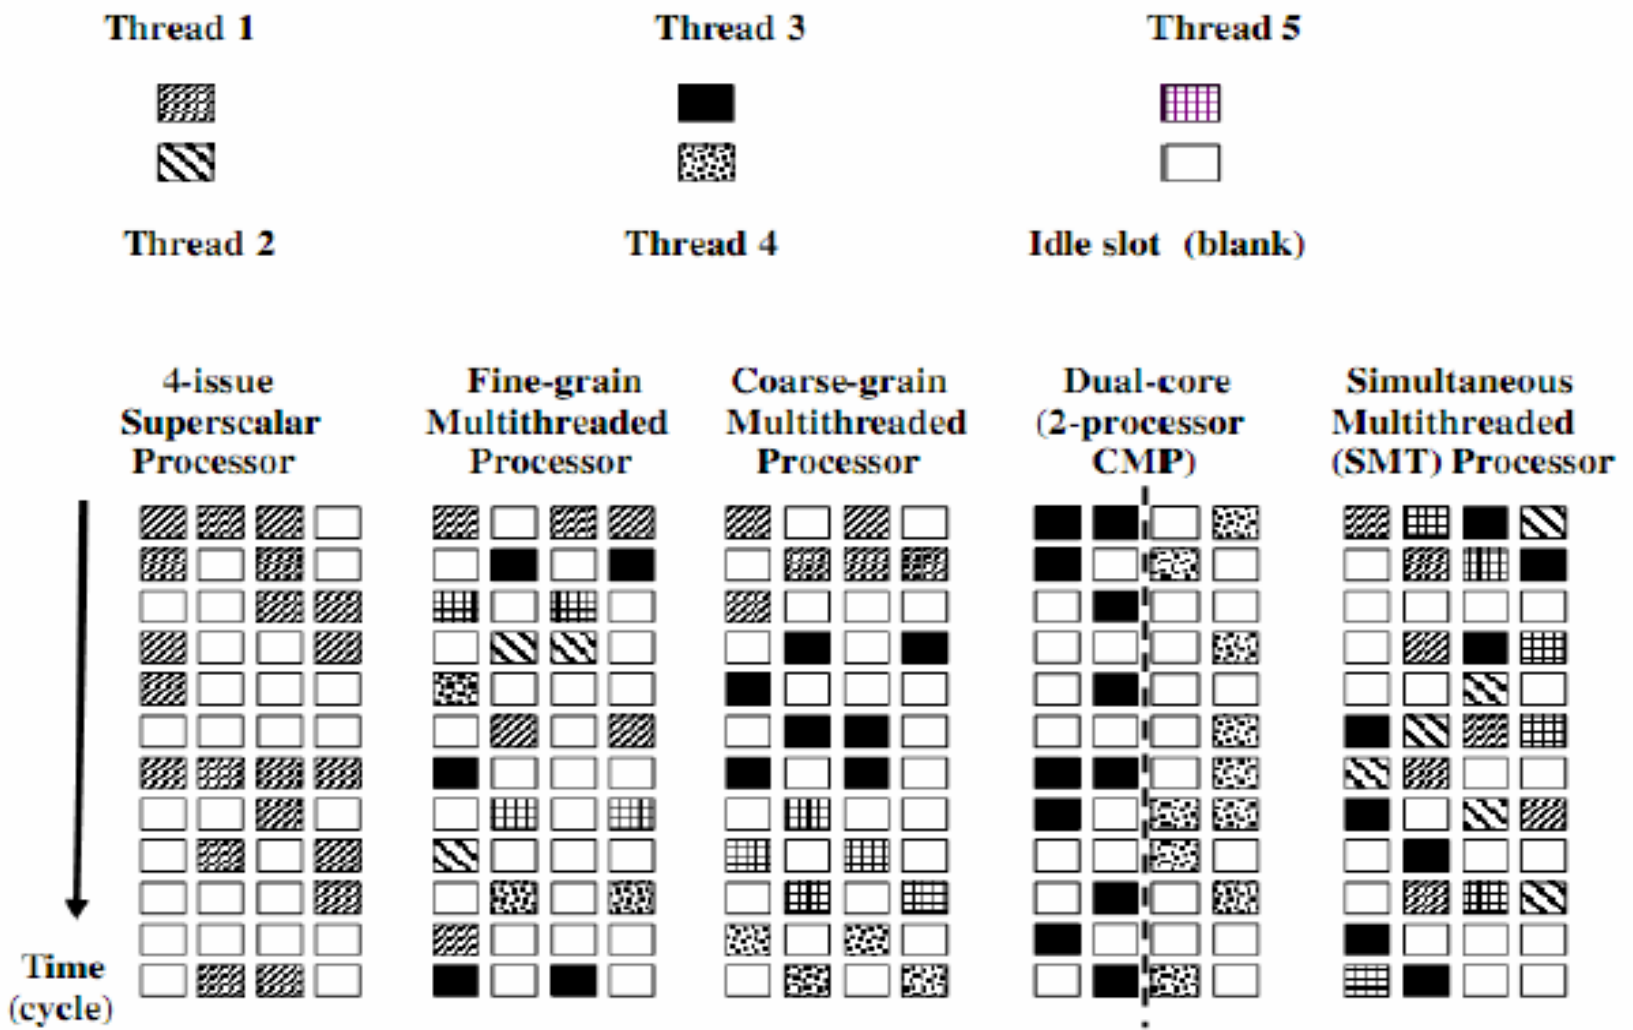 Thread 1
Thread 3
Thread 5
Thread 2
Thread 4
Idle slot (blank)
4-issue
Superscalar
Processor
Fine-grain
Multithreaded
Processor
Coarse-grain
Multithreaded
Processor
Dual-core
(2-processor
CMP)
Simultaneous
Multithreaded
(SMT) Processor
Time
(cycle)